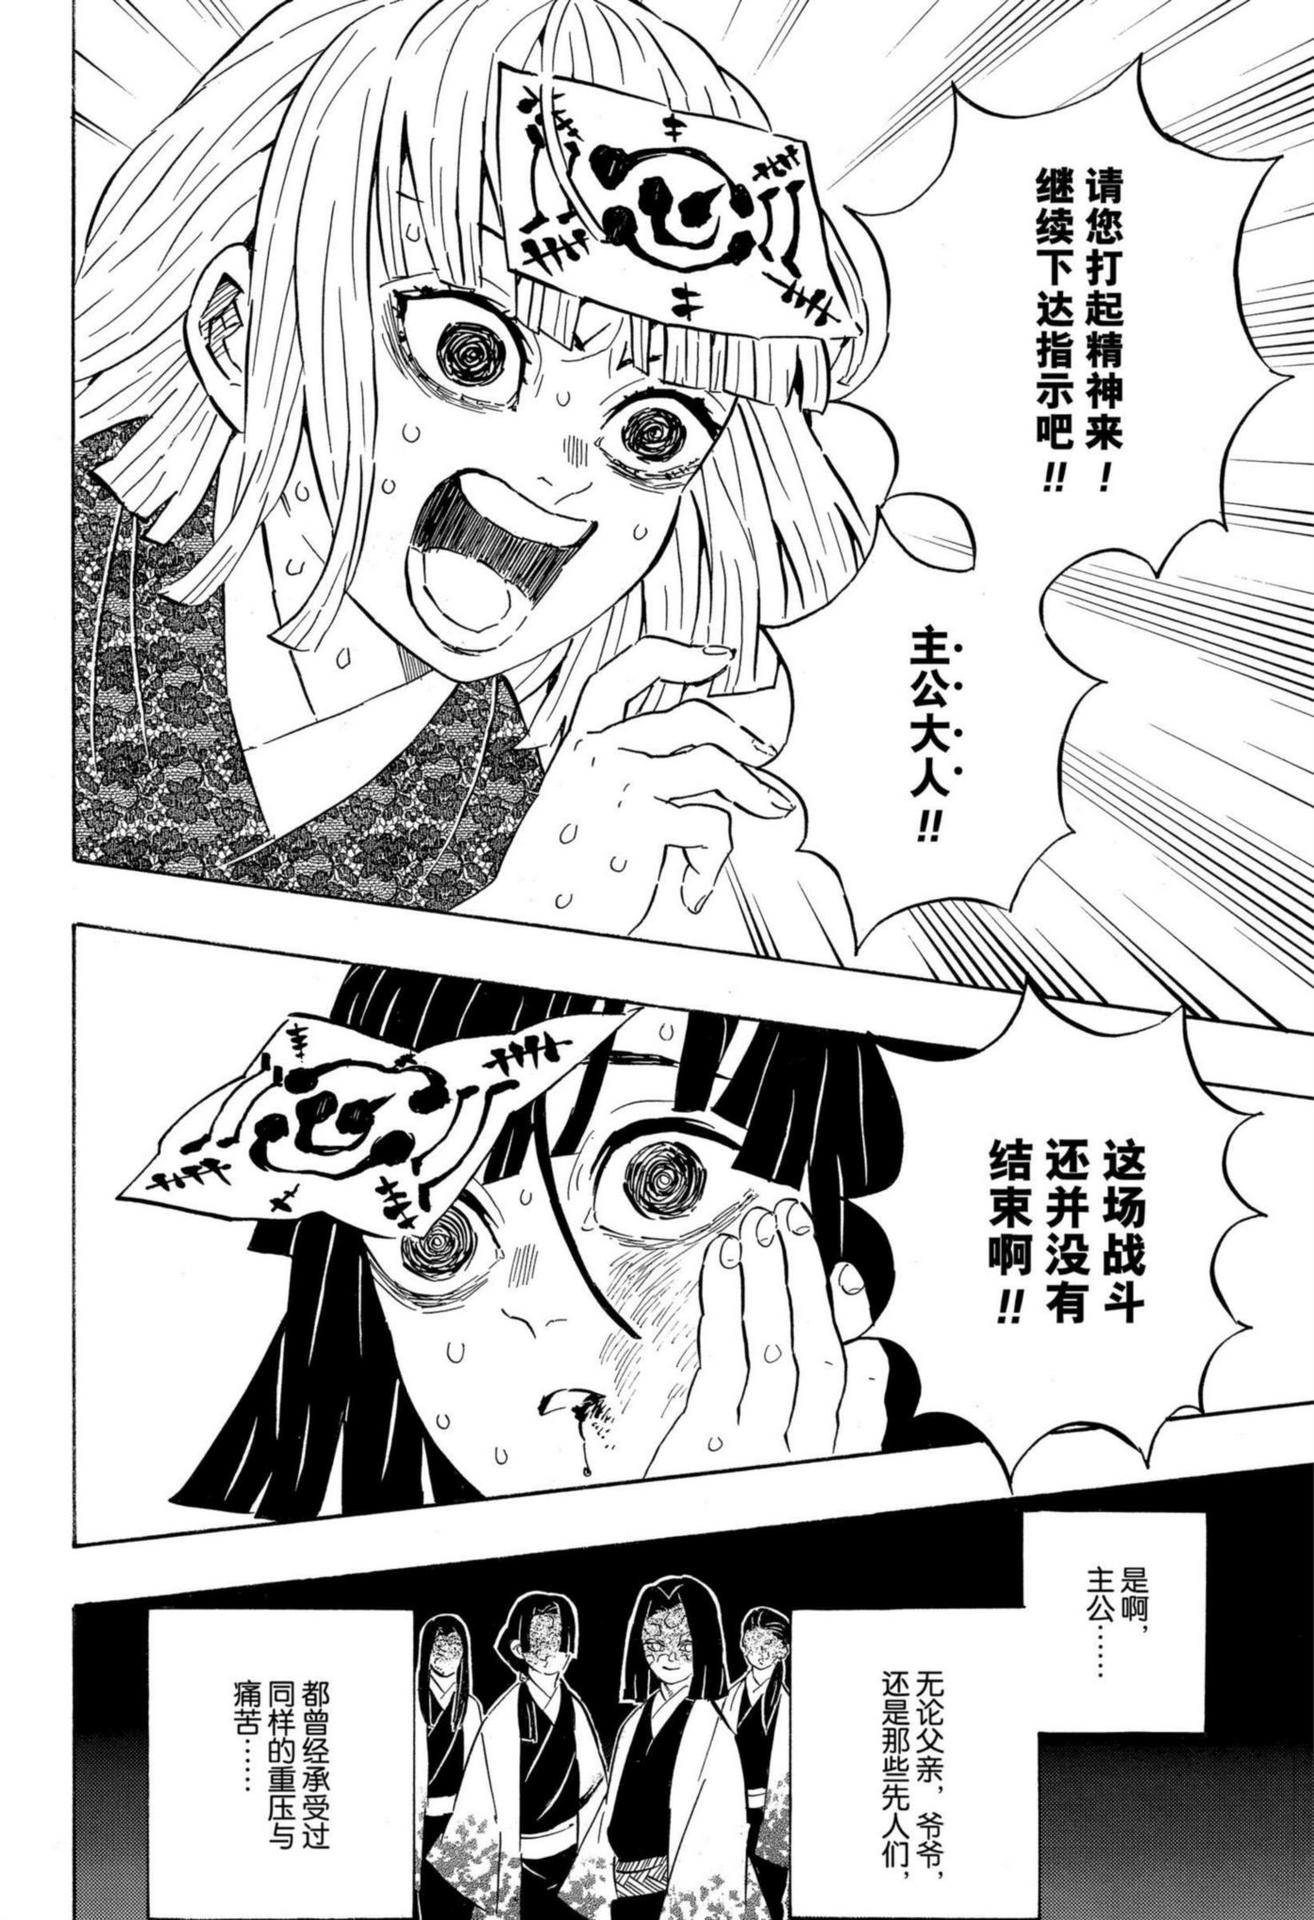 请您打起精神来！
继续下达指示吧!!
主公大人!!
这场战斗
还并没有
结束啊!!
是啊，
主公……
无论父亲，爷爷，
还是那些先人们，
都曾经承受过
同样的重压与
痛苦……